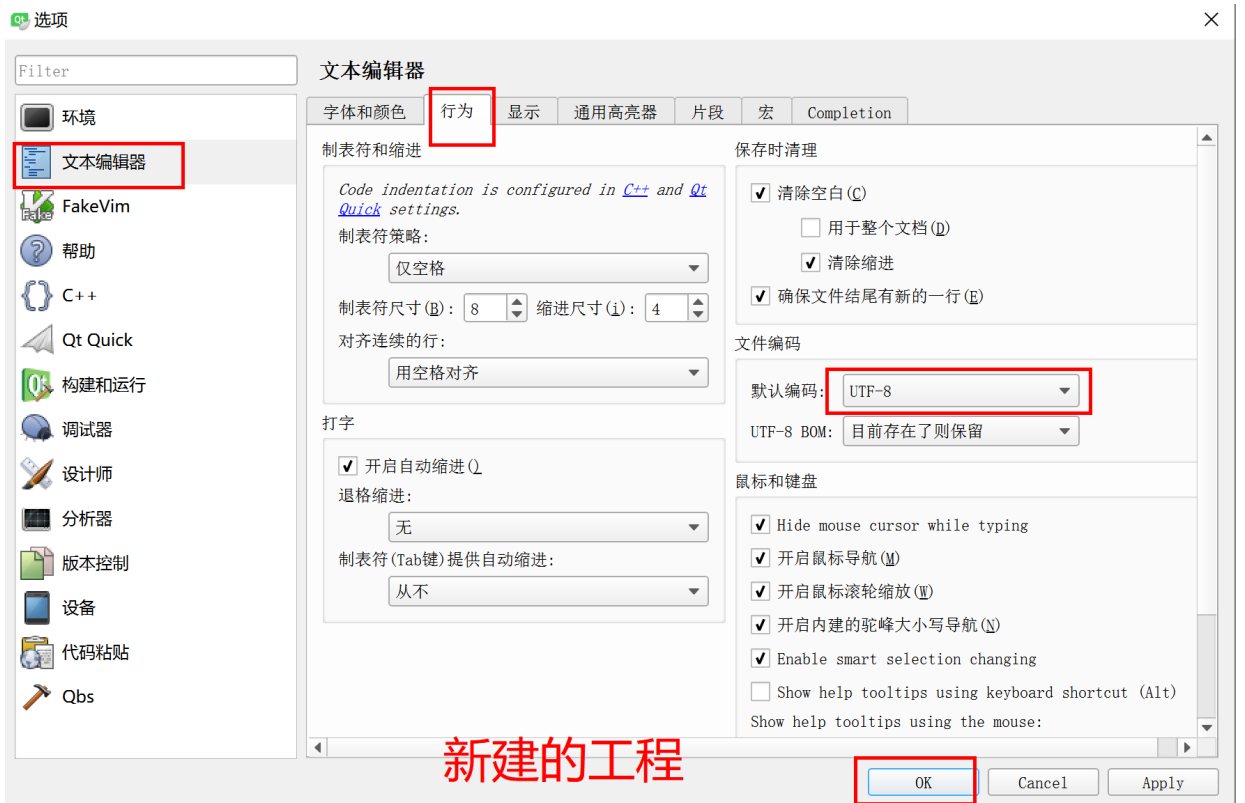 选项
Filter
环境
文本编辑器
FakeVim
帮助
C++
Qt Quick
构建和运行
调试器
设计师
分析器
版本控制
设备
代码粘贴
Qbs
文本编辑器
字体和颜色 行为 显示 通用高亮器 片段 宏 Completion
制表符和缩进
Code indentation is configured in C++ and Qt
Quick settings.
制表符策略:
仅空格
制表符尺寸(B): 8 缩进尺寸(i): 4
对齐连续的行:
用空格对齐
打字
开启自动缩进()
退格缩进:
无
制表符(Tab键)提供自动缩进:
从不
保存时清理
清除空白(C)
用于整个文档(D)
清除缩进
确保文件结尾有新的一行(E)
文件编码
默认编码: UTF-8
UTF-8 BOM: 目前存在了则保留
鼠标和键盘
Hide mouse cursor while typing
开启鼠标导航(M)
开启鼠标滚轮缩放(W)
开启内建的驼峰大小写导航(N)
Enable smart selection changing
Show help tooltips using keyboard shortcut (Alt)
Show help tooltips using the mouse:
新建的工程
OK Cancel Apply